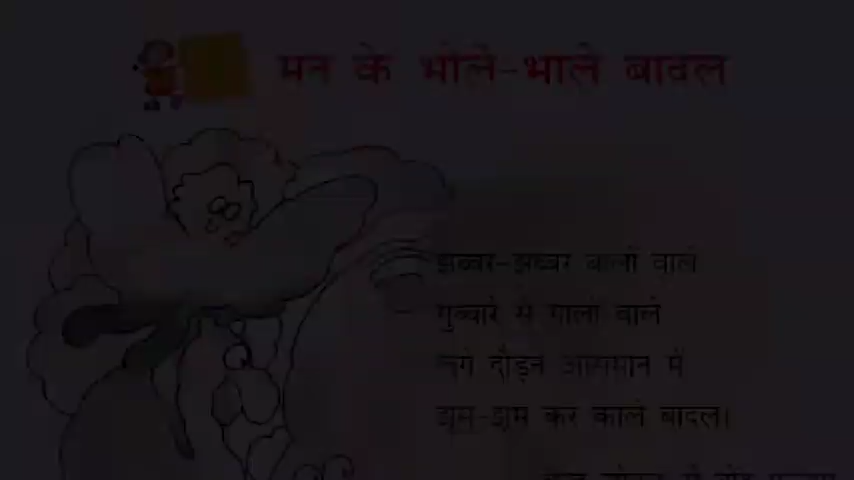 मन के भोले-भाले बादल
झब्बर-झब्बर बालों वाले
गुब्बारे से गालों वाले
लगे दौड़ने आसमान में
झूम-झूम कर काले बादल।